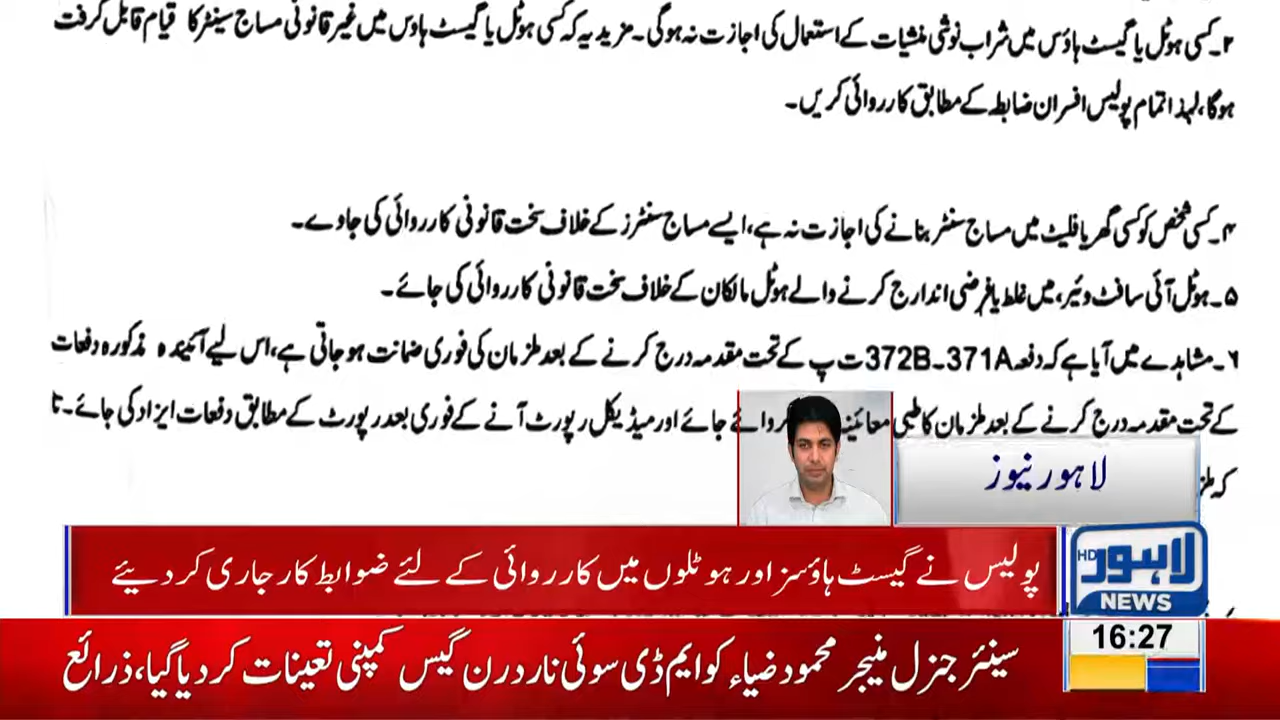 ۲۔ کسی ہوٹل یا گیسٹ ہاؤس میں شراب نوشی منشیات کے استعمال کی اجازت نہ ہوگی۔ مزید یہ کہ کسی ہوٹل یا گیسٹ ہاوس میں غیر قانونی مساج سینٹر کا قیام قابل گرفت
ہوگا، لہذا تمام پولیس افسران ضابطہ کے مطابق کارروائی کریں۔
۴۔ کسی شخص کو کسی گھر یا فلیٹ میں مساج سنٹر بنانے کی اجازت نہ ہے، ایسے مساج سنٹرز کے خلاف سخت قانونی کارروائی کی جاوے۔
۵۔ ہوٹل آئی سافٹ وئیر، میں غلط یا فرضی اندارج کرنے والے ہوٹل مالکان کے خلاف سخت قانونی کارروائی کی جائے۔
۶۔ مشاہدے میں آیا ہے کہ دفعہ 371A۔372B ت پ کے تحت مقدمہ درج کرنے کے بعد ملزمان کی فوری ضمانت ہو جاتی ہے، اس لیے آئیندہ مذکورہ دفعات
کے تحت مقدمہ درج کرنے کے بعد ملزمان کا طبی معائینہ جائے اور میڈیکل رپورٹ آنے کے فوری بعد رپورٹ کے مطابق دفعات ایزاد کی جائے۔ تا
کہ
لاہور نیوز
پولیس نے گیسٹ ہاؤسز اور ہوٹلوں میں کارروائی کے لئے ضوابط کار جاری کردیئے
لاہور HD
NEWS
16:27
سینئر جنرل منیجر محمود ضیاء کو ایم ڈی سوئی ناردرن گیس کمپنی تعینات کر دیا گیا، ذرائع